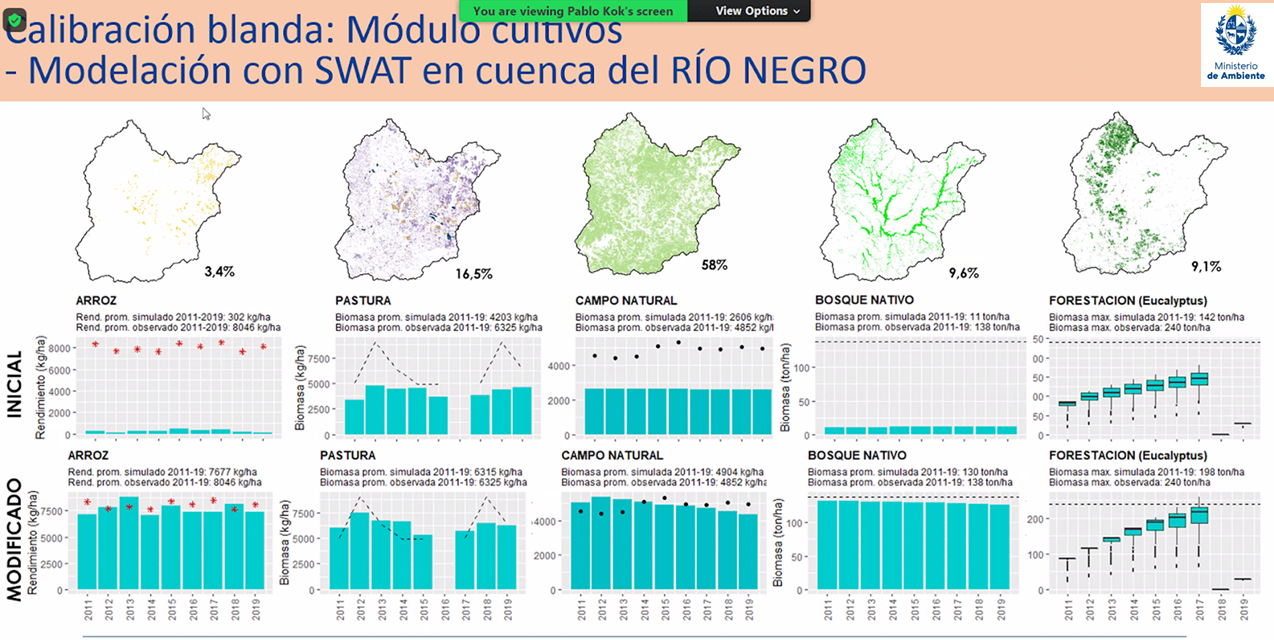 You are viewing Pablo Kok's screen
View Options
Calibración blanda: Módulo cultivos
- Modelación con SWAT en cuenca del RÍO NEGRO
Ministerio
de Ambiente
3,4%
16,5%
58%
9,6%
9,1%
INICIAL
ARROZ
Rend. prom. simulado 2011-2019: 302 kg/ha
Rend. prom. observado 2011-2019: 8046 kg/ha
Rendimiento (kg/ha)
8000
6000
4000
2000
0
PASTURA
Biomasa prom. simulada 2011-19: 4203 kg/ha
Biomasa prom. observada 2011-19: 6325 kg/ha
Biomasa (kg/ha)
7500
5000
2500
0
CAMPO NATURAL
Biomasa prom. simulada 2011-19: 2606 kg/h
Biomasa prom. observada 2011-19: 4852 kg/h
4000
2000
0
BOSQUE NATIVO
Biomasa prom. simulada 2011-19: 11 ton/ha
Biomasa prom. observada 2011-19: 138 ton/ha
Biomasa (ton/ha)
100
50
0
FORESTACION (Eucalyptus)
Biomasa max. simulada 2011-19: 142 ton/ha
Biomasa max. observada: 240 ton/ha
50
00
50
00
50
0
MODIFICADO
ARROZ
Rend. prom. simulado 2011-19: 7677 kg/ha
Rend. prom. observado 2011-19: 8046 kg/ha
Rendimiento (kg/ha)
7500
5000
2500
0
2011 2012 2013 2014 2015 2016 2017 2018 2019
PASTURA
Biomasa prom. simulada 2011-19: 6315 kg/ha
Biomasa prom. observada 2011-19: 6325 kg/ha
Biomasa (kg/ha)
7500
5000
2500
0
2011 2012 2013 2014 2015 2016 2017 2018 2019
CAMPO NATURAL
Biomasa prom. simulada 2011-19: 4904 kg/ha
Biomasa prom. observada 2011-19: 4852 kg/ha
4000
2000
0
2011 2012 2013 2014 2015 2016 2017 2018 2019
BOSQUE NATIVO
Biomasa prom. simulada 2011-19: 130 ton/ha
Biomasa prom. observada 2011-19: 138 ton/ha
Biomasa (ton/ha)
100
50
0
2011 2012 2013 2014 2015 2016 2017 2018 2019
FORESTACION (Eucalyptus)
Biomasa max. simulada 2011-19: 198 ton/ha
Biomasa max. observada: 240 ton/ha
200
100
0
2011 2012 2013 2014 2015 2016 2017 2018 2019